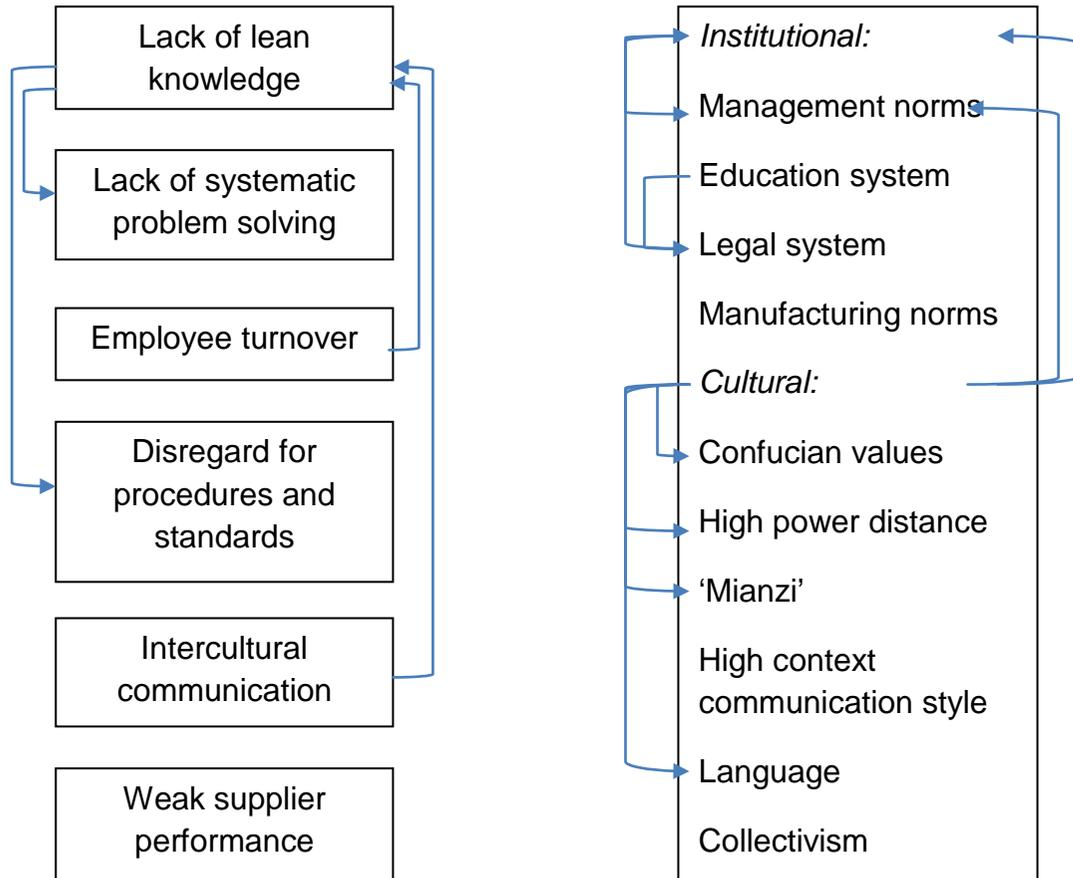 Lack of lean
knowledge
Lack of systematic
problem solving
Employee turnover
Disregard for
procedures and
standards
Intercultural
communication
Weak supplier
performance
Institutional:
Management norms
Education system
Legal system
Manufacturing norms
Cultural:
Confucian values
High power distance
‘Mianzi’
High context
communication style
Language
Collectivism